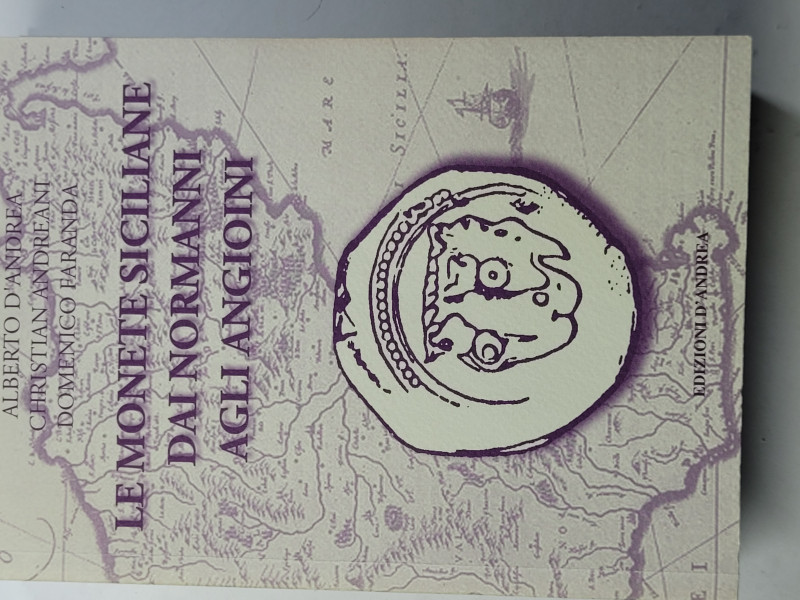 ALBERTO D'ANDREA
CHRISTIAN ANDREANI
DOMENICO FARANDA
LE MONETE SICILIANE
DAI NORMANNI
AGLI ANGIOINI
MARE
SICILIA
EDIZIONI D'ANDREA